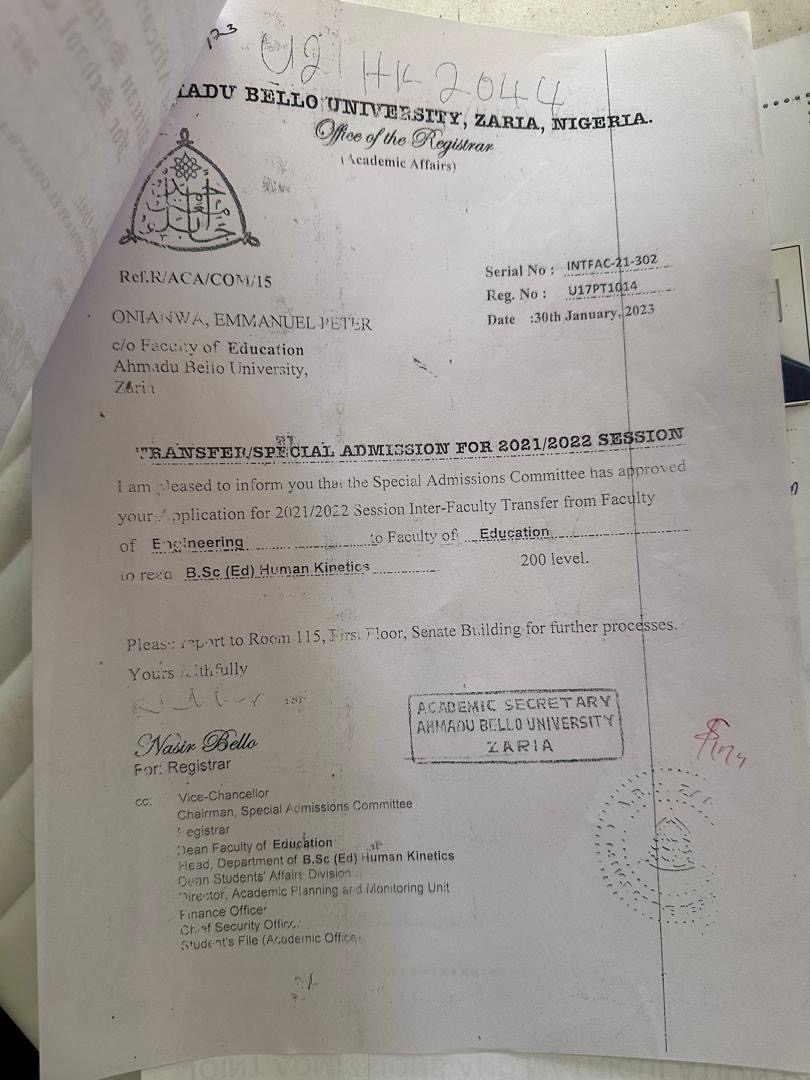 U21HK2044
BELLO UNIVERSITY, ZARIA, NIGERIA.
Office of the Registrar
(Academic Affairs)
Ref.R/ACA/COM/15
Serial No : INTFAC-21-302
Reg. No : U17PT1014
Date :30th January, 2023
ONIANWA, EMMANUEL PETER
c/o Faculty of Education
Ahmadu Bello University,
Zaria
TRANSFER/SPECIAL ADMISSION FOR 2021/2022 SESSION
I am pleased to inform you that the Special Admissions Committee has approved
your Application for 2021/2022 Session Inter-Faculty Transfer from Faculty
of Engineering to Faculty of Education
to read B.Sc (Ed) Human Kinetics 200 level.
Please report to Room 115, First Floor, Senate Building for further processes.
Yours faithfully
Nasir Bello
For: Registrar
ACADEMIC SECRETARY
AHMADU BELLO UNIVERSITY
ZARIA
cc; Vice-Chancellor
Chairman, Special Admissions Committee
Registrar
Dean Faculty of Education
Head, Department of B.Sc (Ed) Human Kinetics
Dean Students' Affairs Division
Director, Academic Planning and Monitoring Unit
Finance Officer
Chief Security Officer
Student's File (Academic Office)